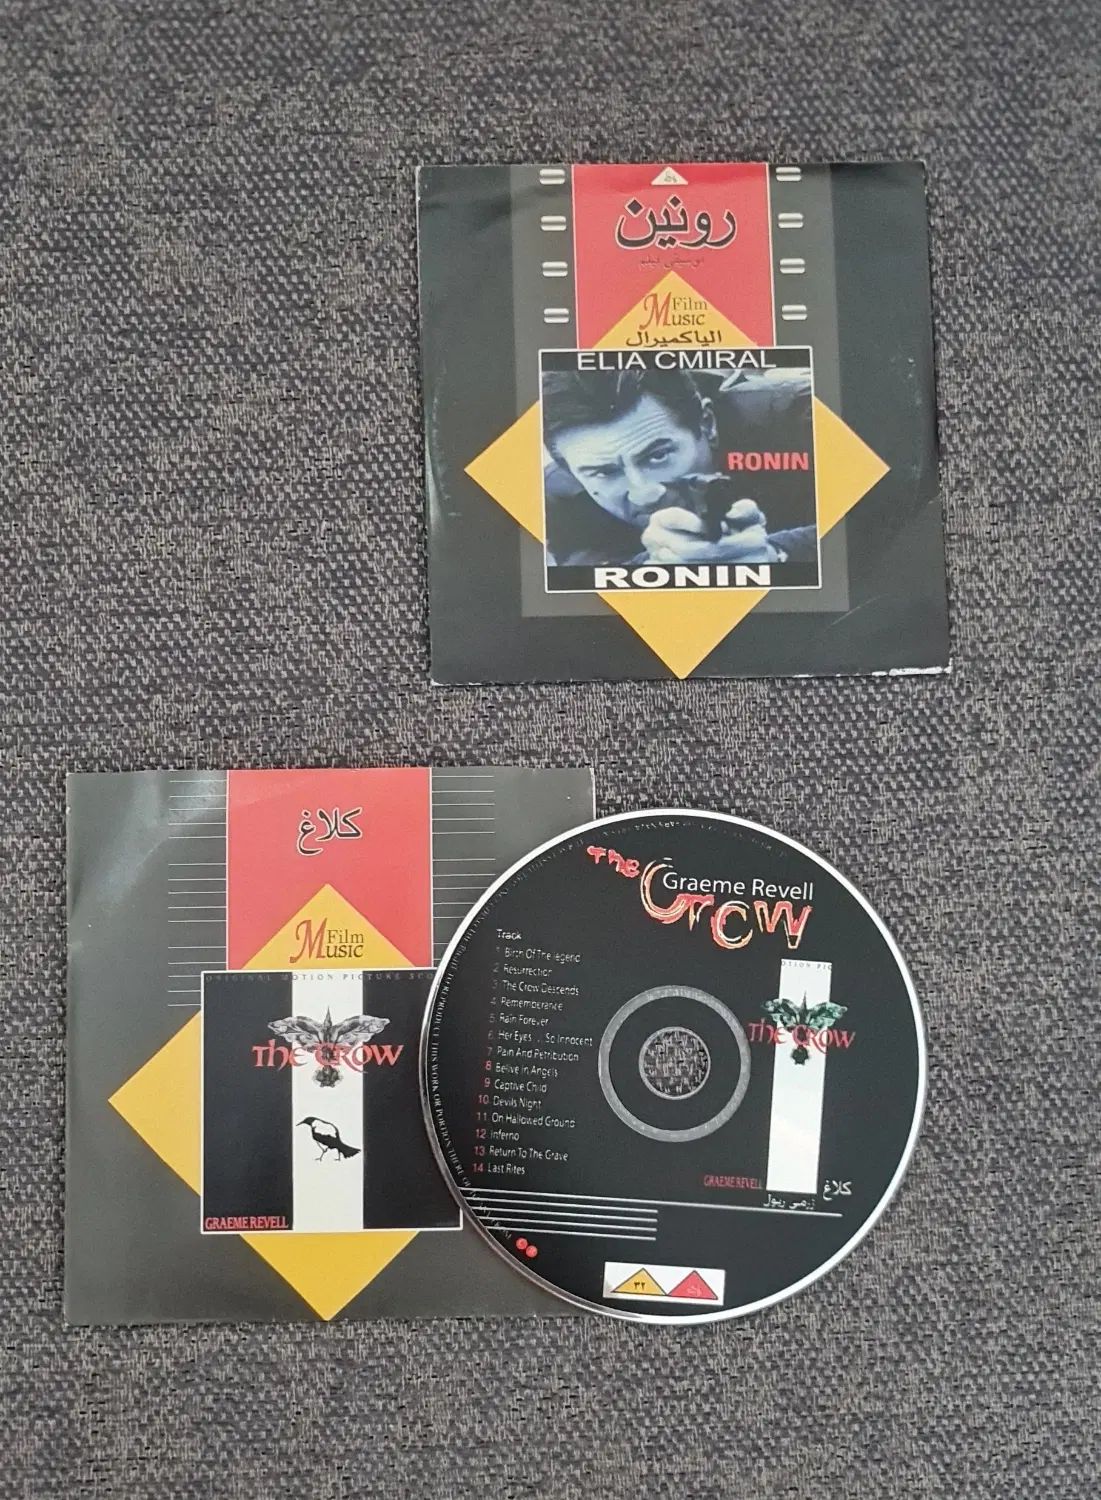 رونین
موسیقی فیلم
Film
Music
الیاکمیرال
ELIA CMIRAL
RONIN
RONIN
کلاغ
Film
Music
ORIGINAL MOTION PICTURE SCO
THE CROW
GRAEME REVELL
THE CROW
Graeme Revell
Track
1 Birth Of The legend
2 Resurrection
3 The Crow Descends
4 Rememberance
5 Rain Forever
6 Her Eyes ... So Innocent
7 Pain And Retribution
8 Belive in Angels
9 Captive Child
10 Devils Night
11 On Hallowed Ground
12 Inferno
13 Return To The Grave
14 Last Rites
OTION PIC
THE CROW
GRAEME REVELL
کلاغ
ریول
۳۲